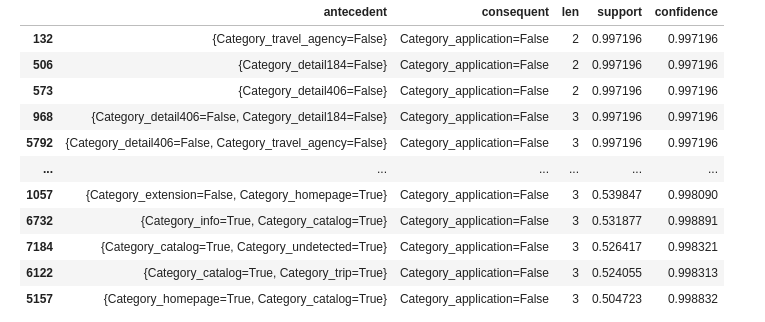 antecedent consequent len support confidence
132 {Category_travel_agency=False} Category_application=False 2 0.997196 0.997196
506 {Category_detail184=False} Category_application=False 2 0.997196 0.997196
573 {Category_detail406=False} Category_application=False 2 0.997196 0.997196
968 {Category_detail406=False, Category_detail184=False} Category_application=False 3 0.997196 0.997196
5792 {Category_detail406=False, Category_travel_agency=False} Category_application=False 3 0.997196 0.997196
... ... ... ... ... ...
1057 {Category_extension=False, Category_homepage=True} Category_application=False 3 0.539847 0.998090
6732 {Category_info=True, Category_catalog=True} Category_application=False 3 0.531877 0.998891
7184 {Category_catalog=True, Category_undetected=True} Category_application=False 3 0.526417 0.998321
6122 {Category_catalog=True, Category_trip=True} Category_application=False 3 0.524055 0.998313
5157 {Category_homepage=True, Category_catalog=True} Category_application=False 3 0.504723 0.998832